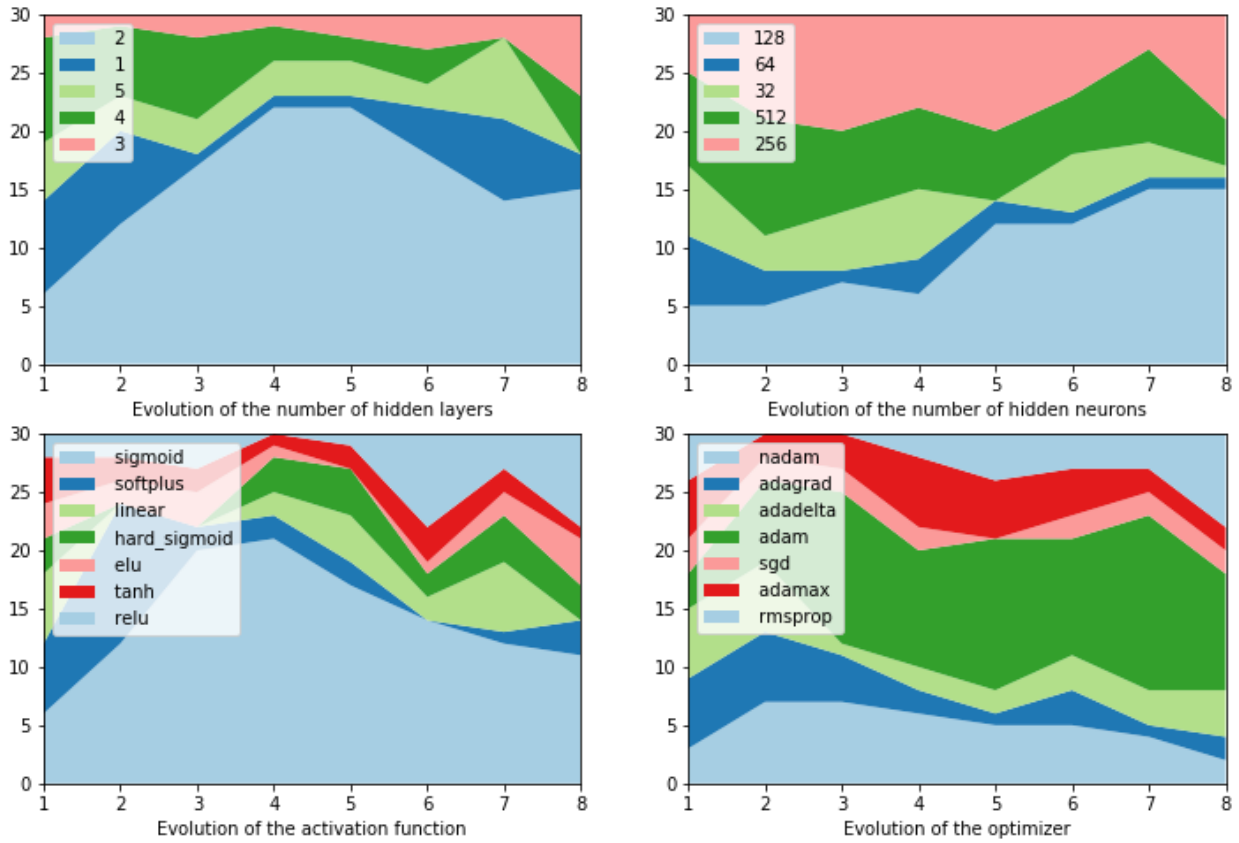 30
25
20
15
10
5
0
2
1
5
4
3
1 2 3 4 5 6 7 8
Evolution of the number of hidden layers
30
25
20
15
10
5
0
128
64
32
512
256
1 2 3 4 5 6 7 8
Evolution of the number of hidden neurons
30
25
20
15
10
5
0
sigmoid
softplus
linear
hard_sigmoid
elu
tanh
relu
1 2 3 4 5 6 7 8
Evolution of the activation function
30
25
20
15
10
5
0
nadam
adagrad
adadelta
adam
sgd
adamax
rmsprop
1 2 3 4 5 6 7 8
Evolution of the optimizer